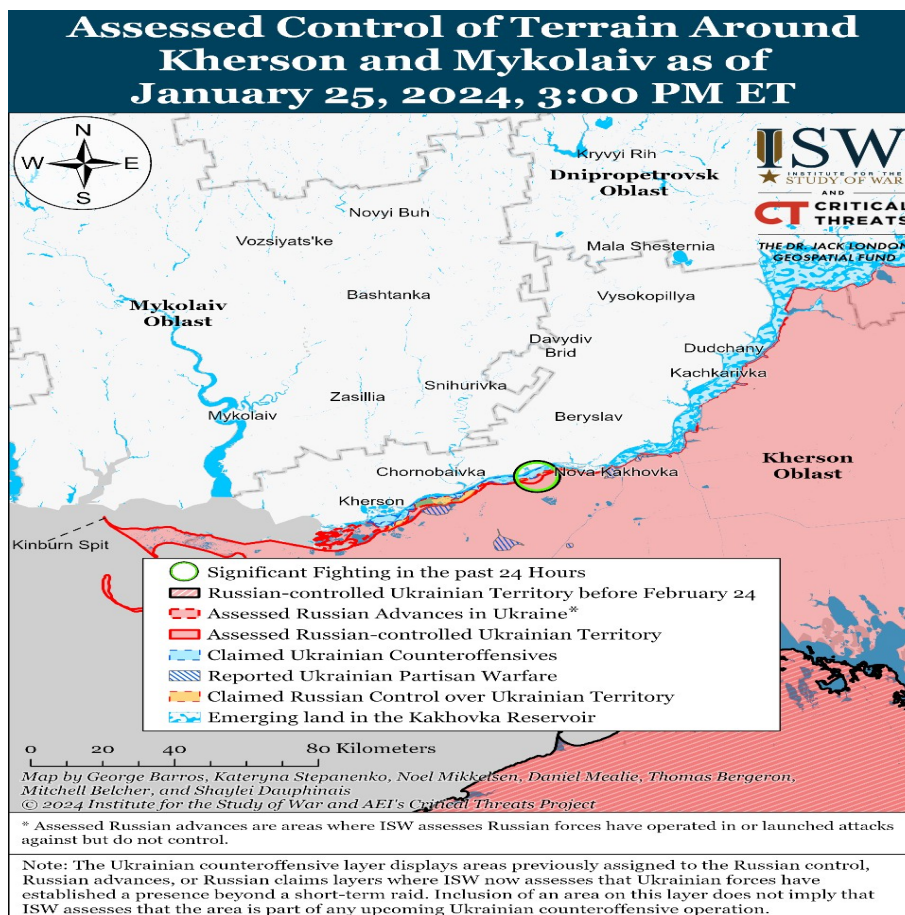 Assessed Control of Terrain Around
Kherson and Mykolaiv as of
January 25, 2024, 3:00 PM ET
N
W E
S
ISW
INSTITUTE FOR THE
STUDY OF WAR
AND
CT CRITICAL
THREATS
THE DR. JACK LONDON
GEOSPATIAL FUND
Kryvyi Rih
Dnipropetrovsk
Oblast
Novyi Buh
Vozsiyats'ke
Mala Shesternia
Bashtanka
Vysokopillya
Mykolaiv
Oblast
Davydiv
Brid
Dudchany
Kachkarivka
Snihurivka
Zasillia
Mykolaiv
Beryslav
Chornobaivka
Nova Kakhovka
Kherson
Oblast
Kherson
Kinburn Spit
Significant Fighting in the past 24 Hours
Russian-controlled Ukrainian Territory before February 24
Assessed Russian Advances in Ukraine*
Assessed Russian-controlled Ukrainian Territory
Claimed Ukrainian Counteroffensives
Reported Ukrainian Partisan Warfare
Claimed Russian Control over Ukrainian Territory
Emerging land in the Kakhovka Reservoir
0 20 40 80 Kilometers
Map by George Barros, Kateryna Stepanenko, Noel Mikkelsen, Daniel Mealie, Thomas Bergeron,
Mitchell Belcher, and Shaylei Dauphinais
© 2024 Institute for the Study of War and AEI's Critical Threats Project
* Assessed Russian advances are areas where ISW assesses Russian forces have operated in or launched attacks
against but do not control.
Note: The Ukrainian counteroffensive layer displays areas previously assigned to the Russian control,
Russian advances, or Russian claims layers where ISW now assesses that Ukrainian forces have
established a presence beyond a short-term raid. Inclusion of an area on this layer does not imply that
ISW assesses that the area is part of any upcoming Ukrainian counteroffensive operation.